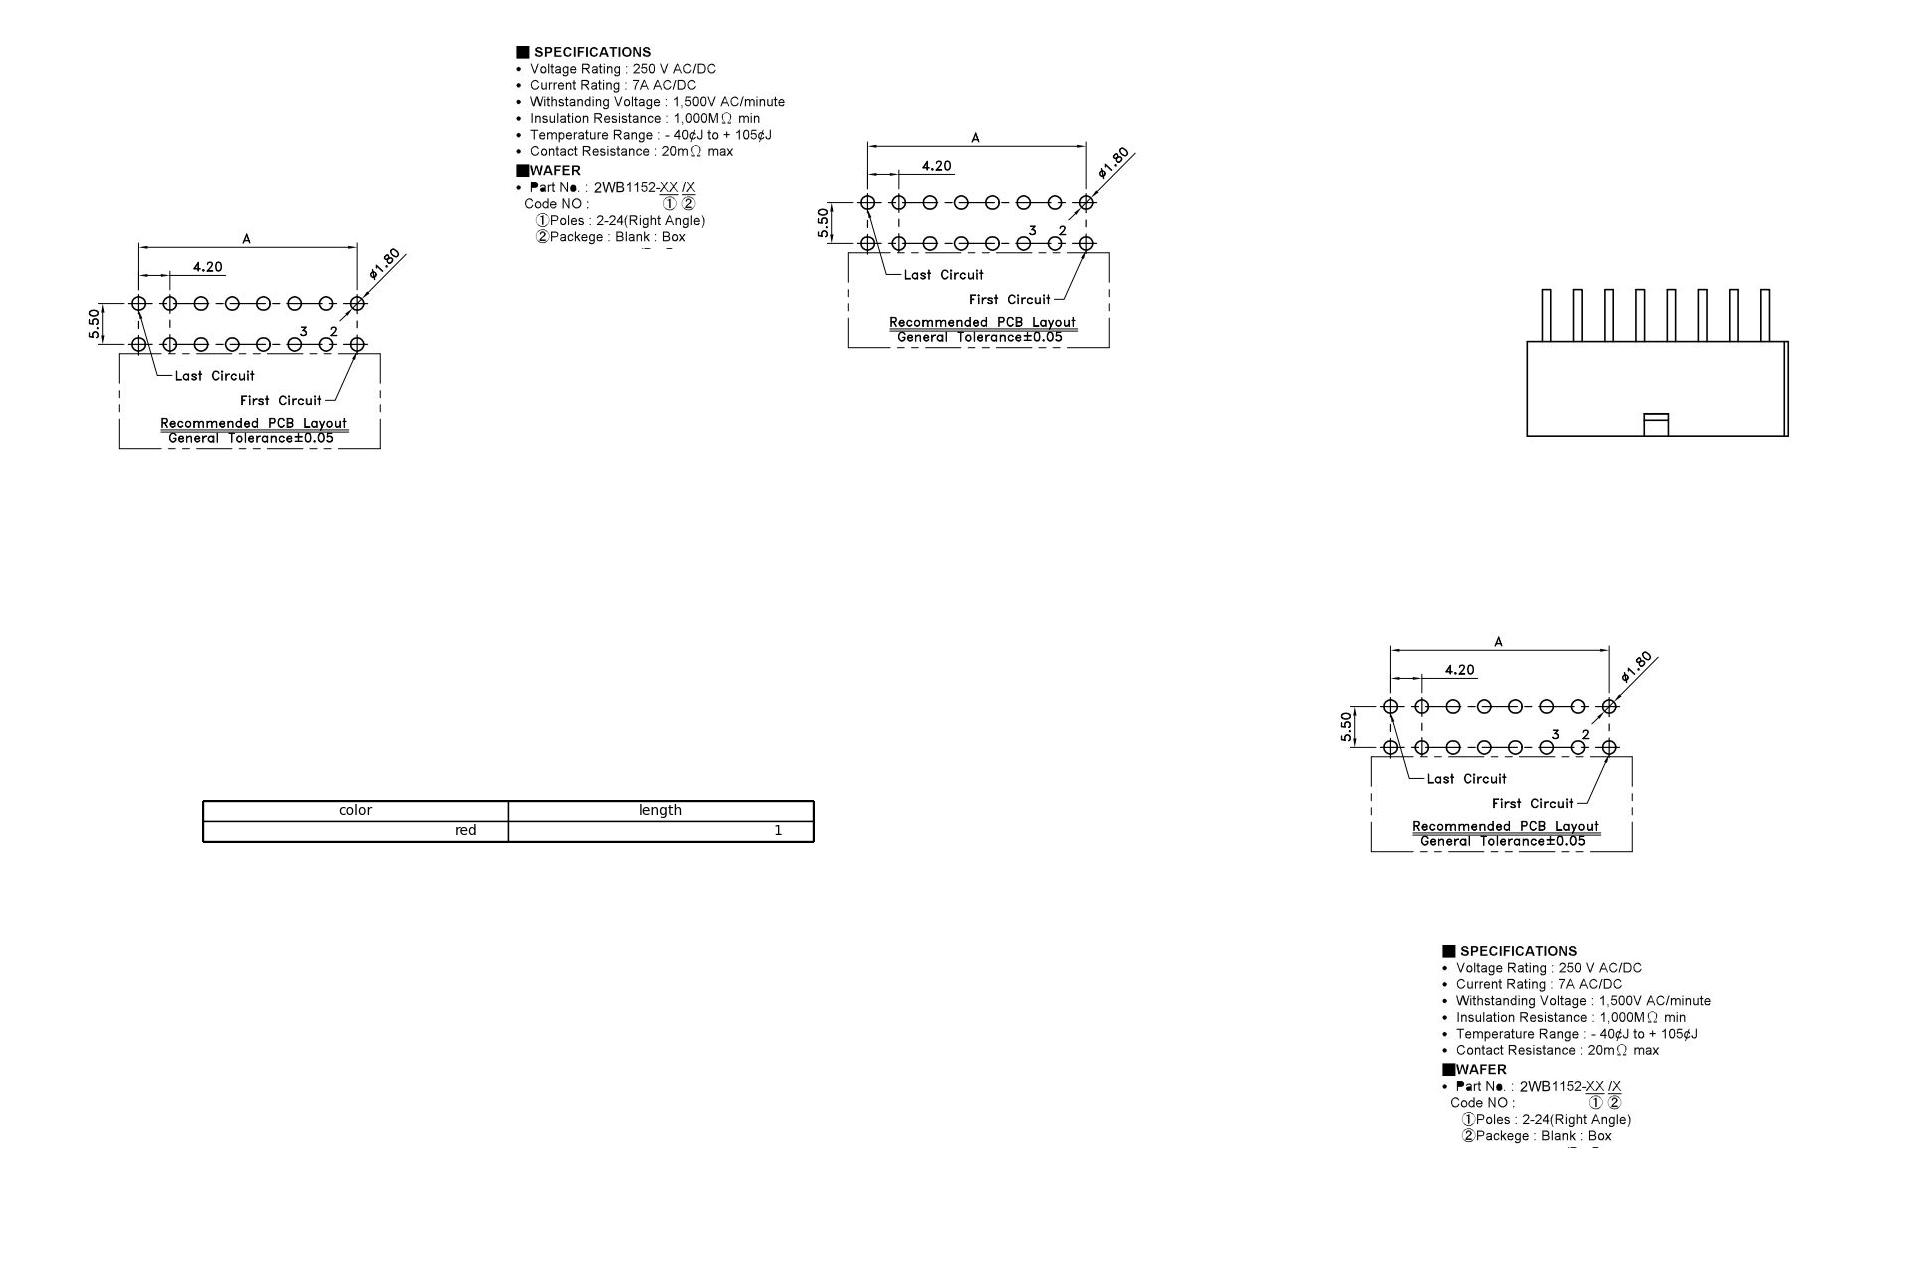 ■ SPECIFICATIONS
• Voltage Rating : 250 V AC/DC
• Current Rating : 7A AC/DC
• Withstanding Voltage : 1,500V AC/minute
• Insulation Resistance : 1,000MΩ min
• Temperature Range : - 40¢J to + 105¢J
• Contact Resistance : 20mΩ max
■WAFER
• Part No. : 2WB1152-XX /X
Code NO : ① ②
①Poles : 2-24(Right Angle)
②Packege : Blank : Box
A
4.20
ø1.80
5.50
3 2
Last Circuit
First Circuit
Recommended PCB Layout
General Tolerance±0.05
A
4.20
ø1.80
5.50
3 2
Last Circuit
First Circuit
Recommended PCB Layout
General Tolerance±0.05
A
4.20
ø1.80
5.50
3 2
Last Circuit
First Circuit
Recommended PCB Layout
General Tolerance±0.05
color length
red 1
■ SPECIFICATIONS
• Voltage Rating : 250 V AC/DC
• Current Rating : 7A AC/DC
• Withstanding Voltage : 1,500V AC/minute
• Insulation Resistance : 1,000MΩ min
• Temperature Range : - 40¢J to + 105¢J
• Contact Resistance : 20mΩ max
■WAFER
• Part No. : 2WB1152-XX /X
Code NO : ① ②
①Poles : 2-24(Right Angle)
②Packege : Blank : Box